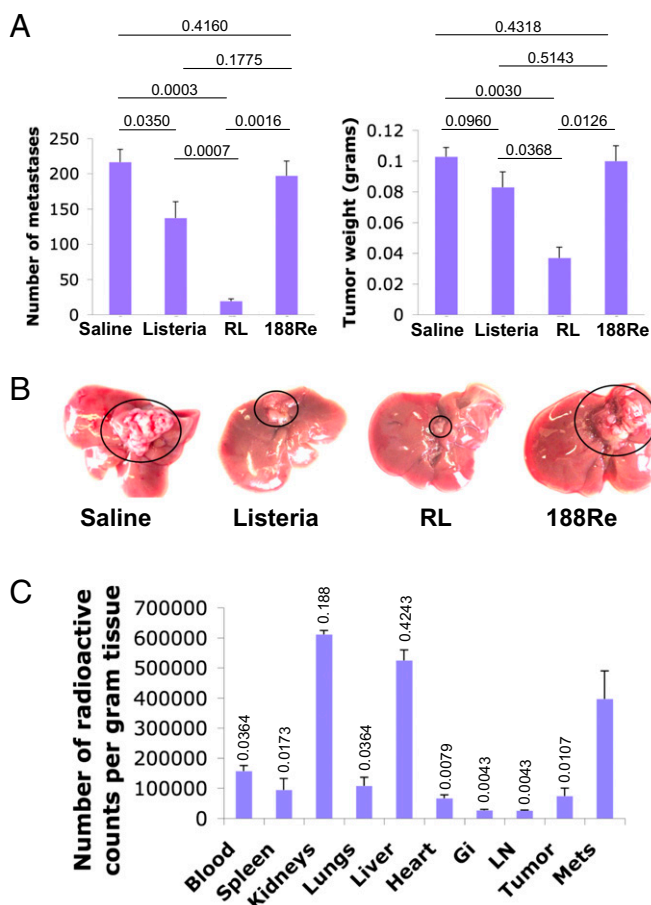 A
0.4160
0.1775
0.0003
0.0350
0.0016
0.0007
Number of metastases
250
200
150
100
50
0
Saline
Listeria
RL
188Re
0.4318
0.5143
0.0030
0.0960
0.0126
0.0368
Tumor weight (grams)
0.12
0.1
0.08
0.06
0.04
0.02
0
Saline
Listeria
RL
188Re
B
Saline
Listeria
RL
188Re
C
Number of radioactive
counts per gram tissue
700000
600000
500000
400000
300000
200000
100000
0
0.0364
0.0173
0.188
0.0364
0.4243
0.0079
0.0043
0.0043
0.0107
Blood
Spleen
Kidneys
Lungs
Liver
Heart
Gi
LN
Tumor
Mets